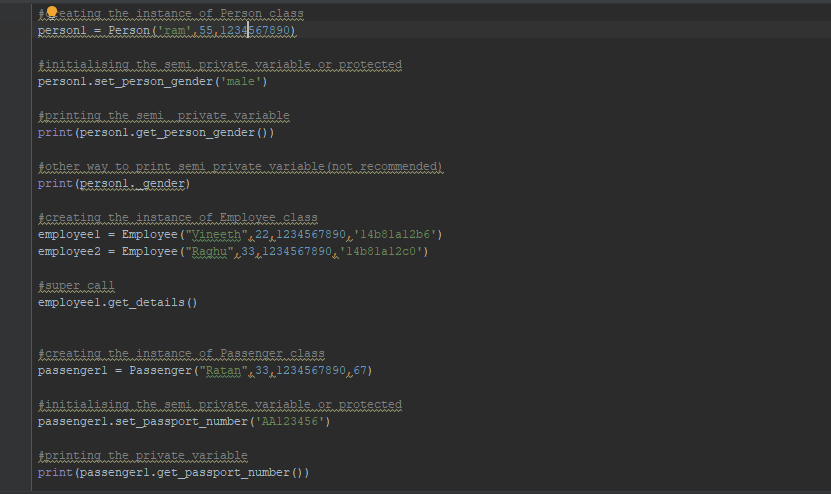 #creating the instance of Person class
person1 = Person('ram',55,1234567890)
#initialising the semi private variable or protected
person1.set_person_gender('male')
#printing the semi  private variable
print(person1.get_person_gender())
#other way to print semi private variable(not recommended)
print(person1._gender)
#creating the instance of Employee class
employee1 = Employee("Vineeth",22,1234567890,'14b81a12b6')
employee2 = Employee("Raghu",33,1234567890,'14b81a12c0')
#super call
employee1.get_details()
#creating the instance of Passenger class
passenger1 = Passenger("Ratan",33,1234567890,67)
#initialising the semi private variable or protected
passenger1.set_passport_number('AA123456')
#printing the private variable
print(passenger1.get_passport_number())